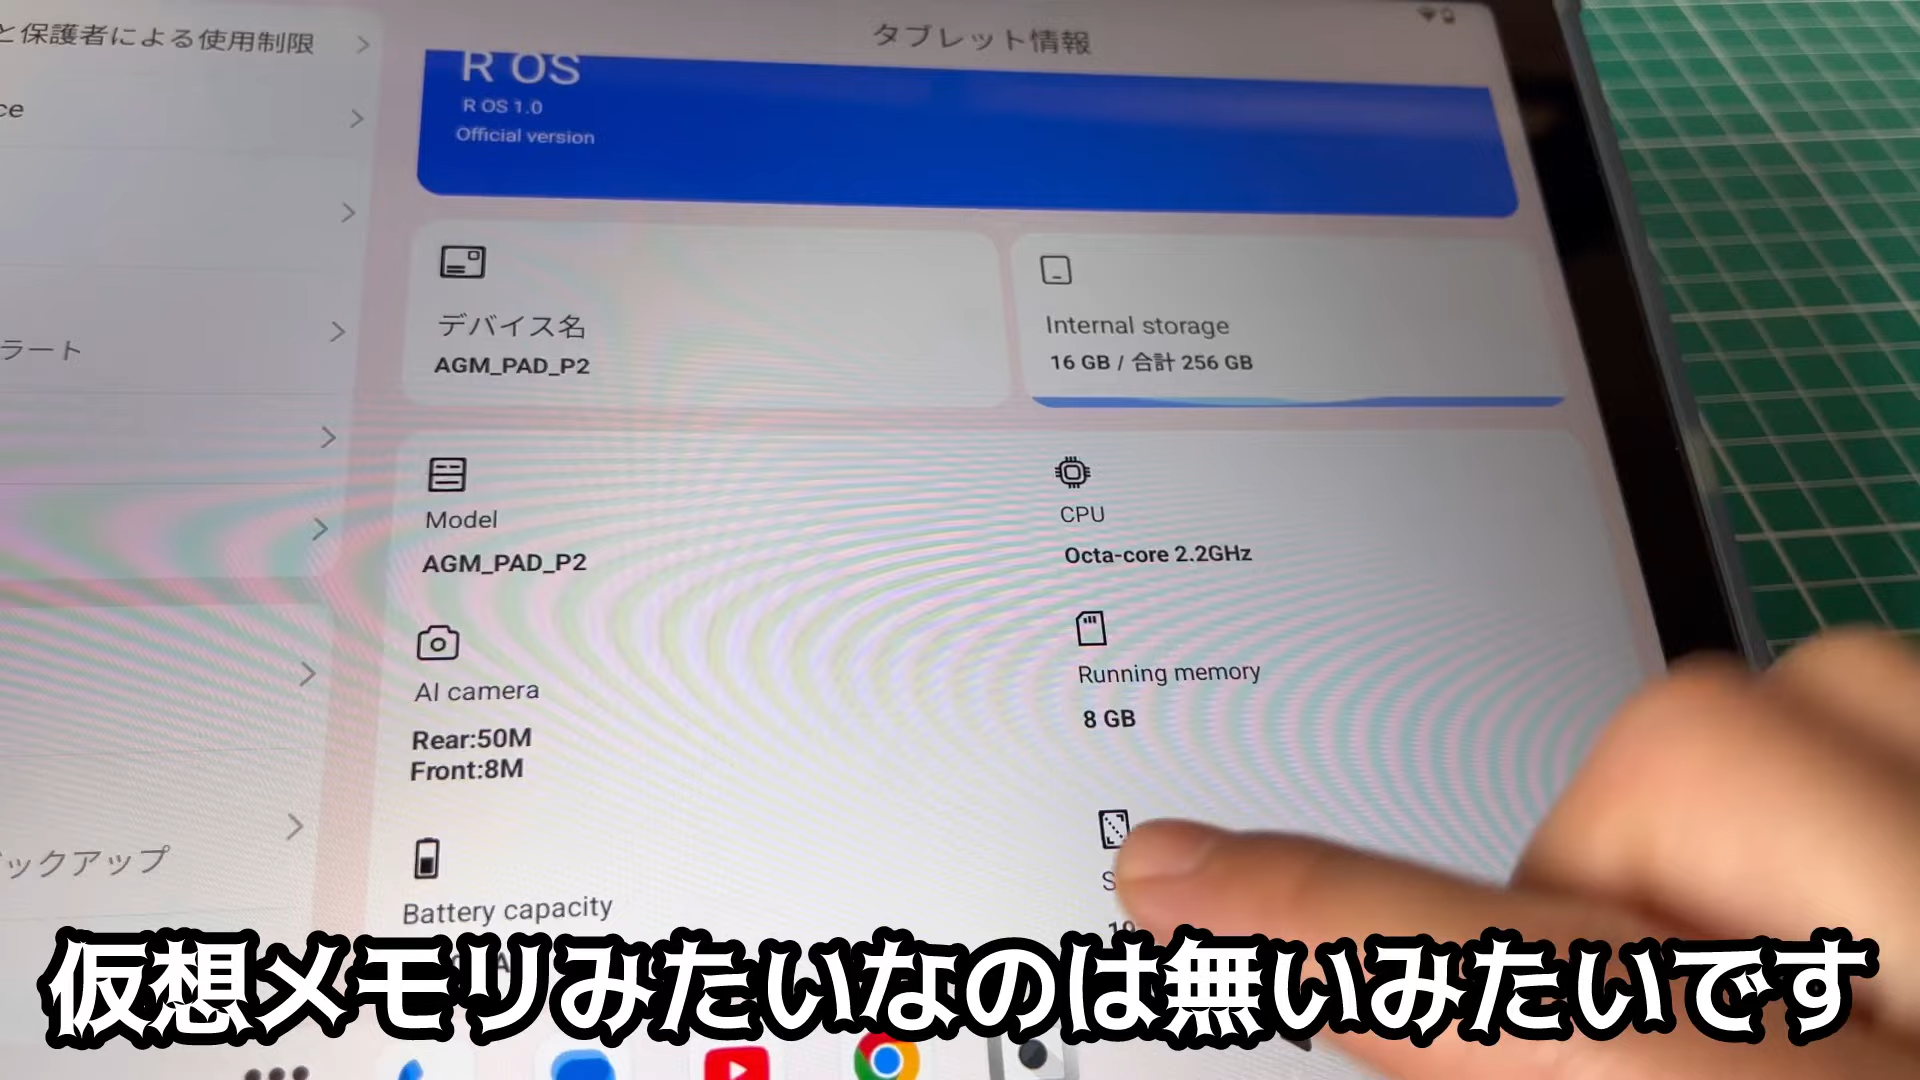 と保護者による使用制限
タブレット情報
ce
R OS
R OS 1.0
Official version
デバイス名
AGM_PAD_P2
Internal storage
16 GB / 合計 256 GB
ラート
Model
AGM_PAD_P2
CPU
Octa-core 2.2GHz
AI camera
Rear:50M
Front:8M
Running memory
8 GB
ックアップ
Battery capacity
S
19
仮想メモリみたいなのは無いみたいです